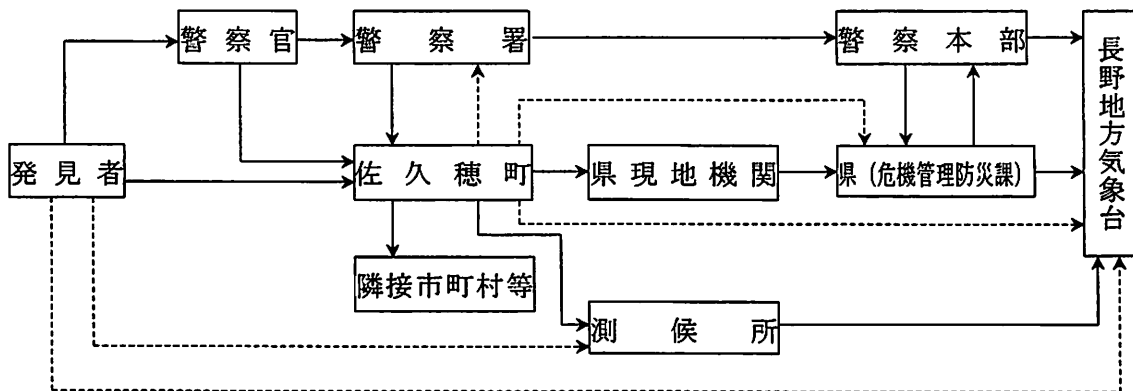 警察官
警察署
警察本部
長野地方気象台
発見者
佐久穂町
県現地機関
県（危機管理防災課）
隣接市町村等
測候所